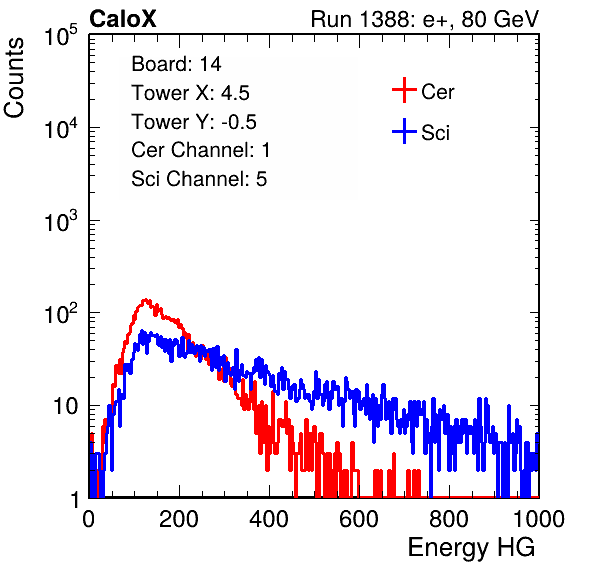 CaloX Run 1388: e+, 80 GeV
Counts
10^5
10^4
10^3
10^2
10
1
Board: 14
Tower X: 4.5
Tower Y: -0.5
Cer Channel: 1
Sci Channel: 5
Cer
Sci
0 200 400 600 800 1000
Energy HG